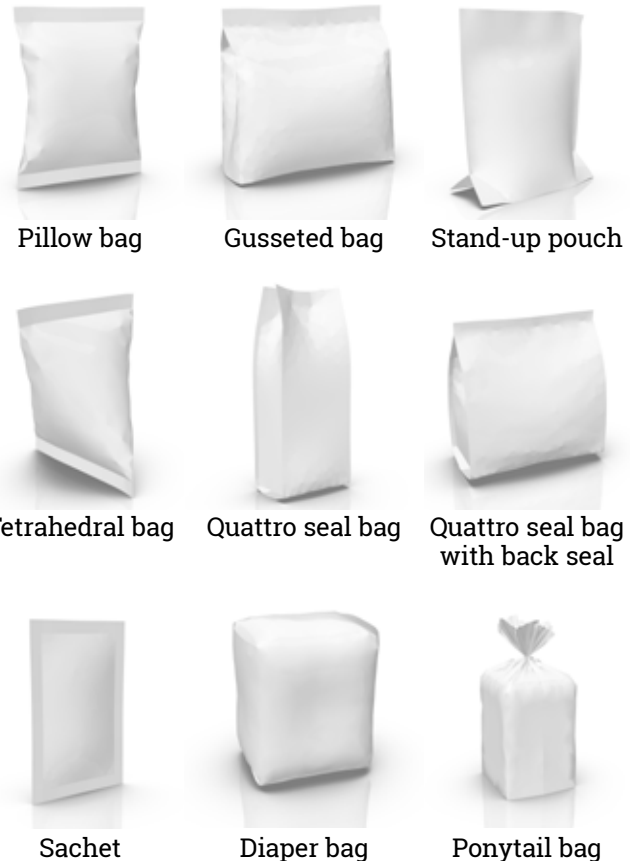 Pillow bag
Gusseted bag
Stand-up pouch
etrahedral bag
Quattro seal bag
Quattro seal bag
with back seal
Sachet
Diaper bag
Ponytail bag